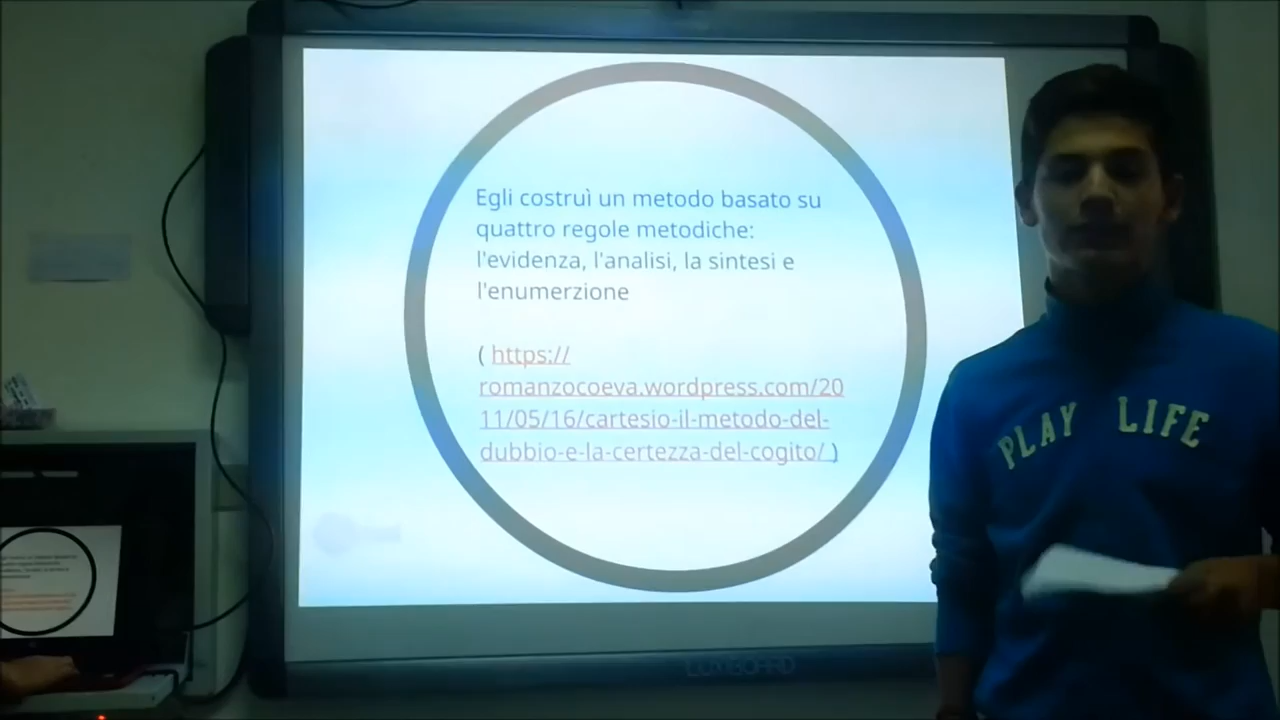 Egli costruì un metodo basato su
quattro regole metodiche:
l'evidenza, l'analisi, la sintesi e
l'enumerzione
( https://
romanzocoeva.wordpress.com/20
11/05/16/cartesio-il-metodo-del-
dubbio-e-la-certezza-del-cogito/ )
PLAY LIFE